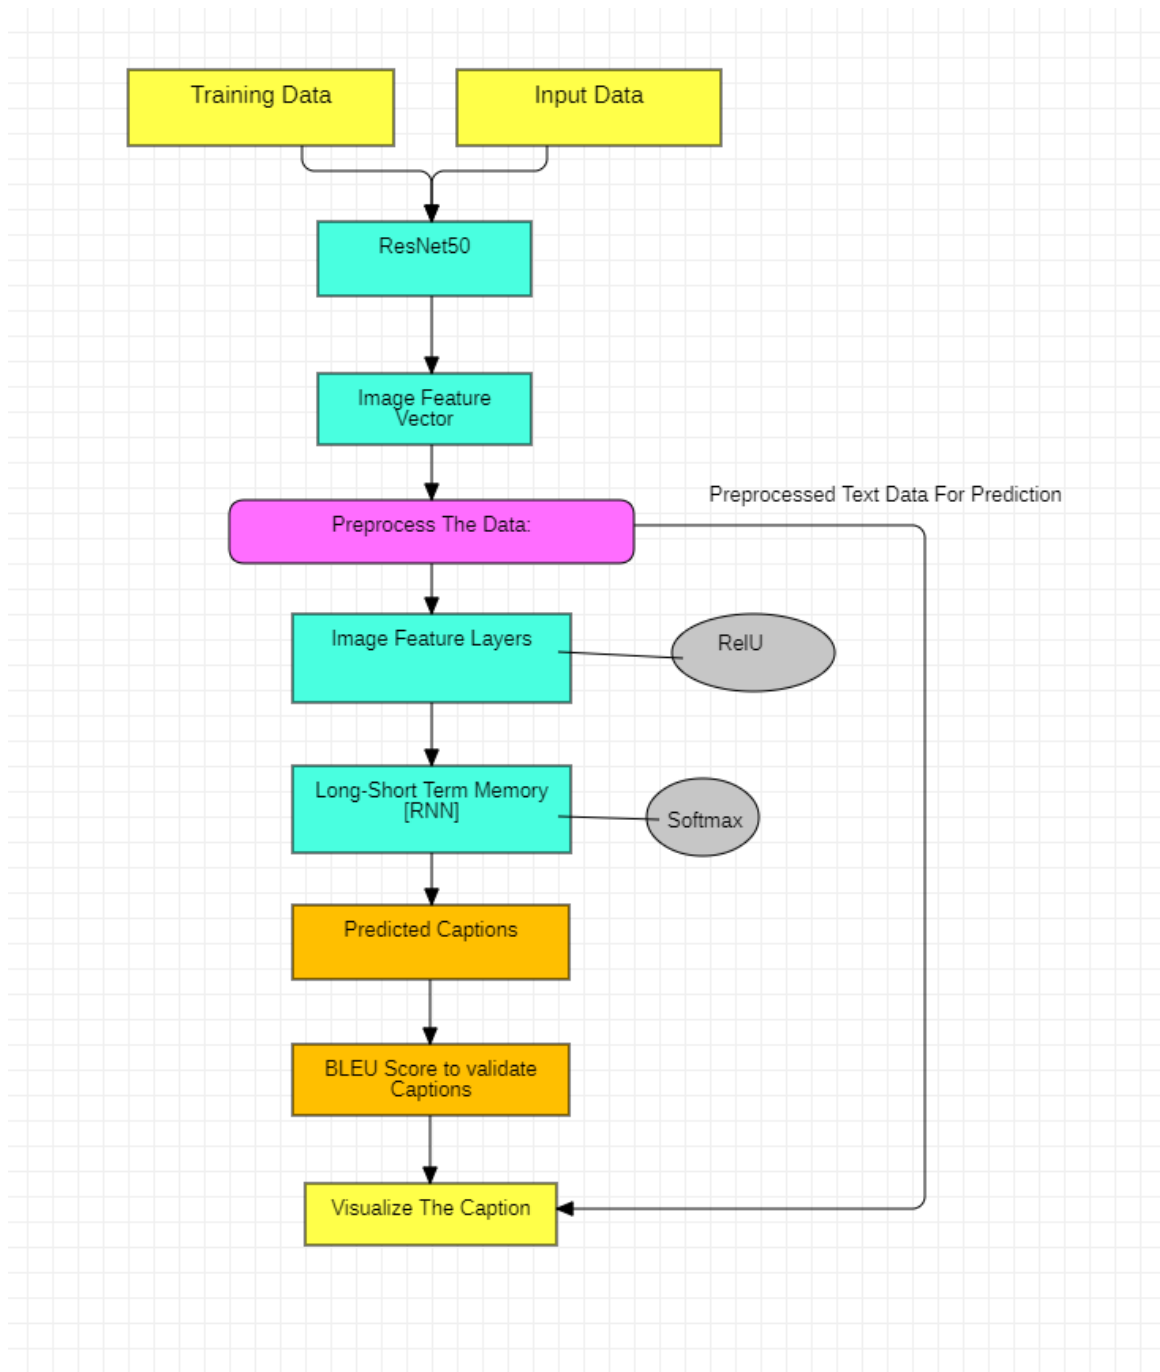 Training Data
Input Data
ResNet50
Image Feature
Vector
Preprocessed Text Data For Prediction
Preprocess The Data:
Image Feature Layers
RelU
Long-Short Term Memory
[RNN]
Softmax
Predicted Captions
BLEU Score to validate
Captions
Visualize The Caption